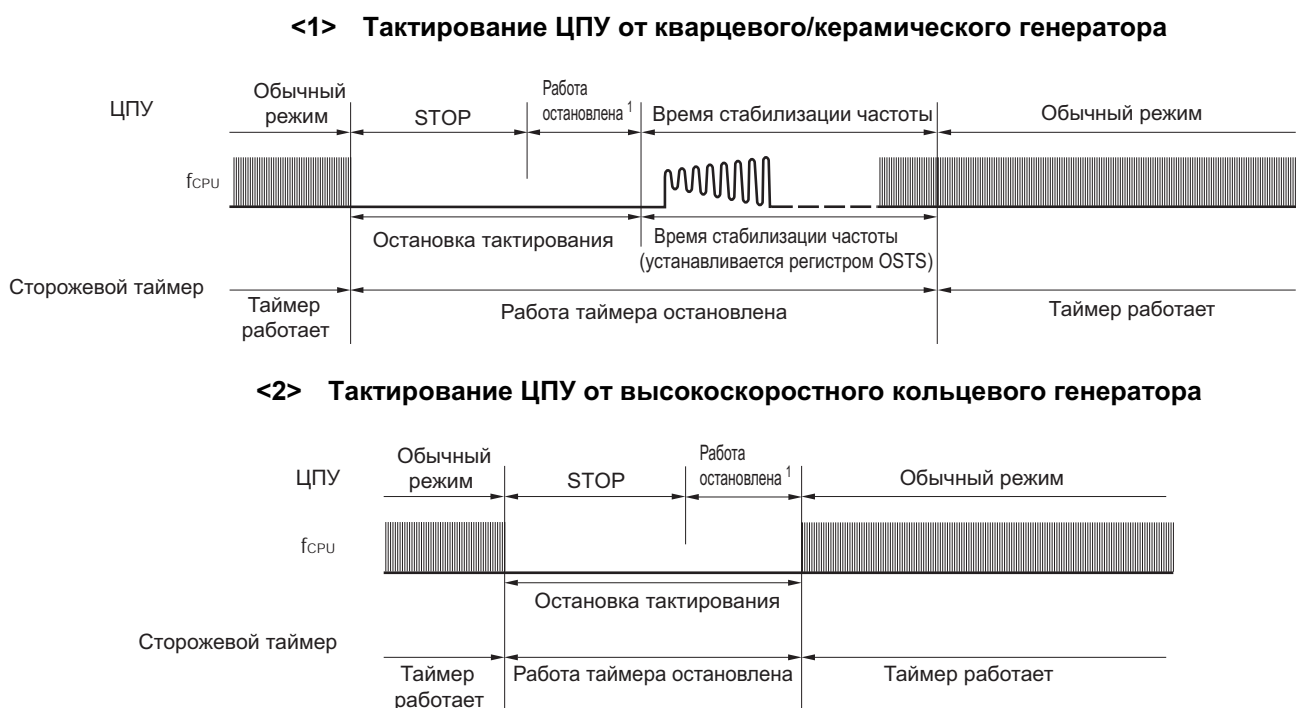 <1> Тактирование ЦПУ от кварцевого/керамического генератора
ЦПУ
Обычный
режим
STOP
Работа
остановлена 1
Время стабилизации частоты
Обычный режим
fCPU
Остановка тактирования
Время стабилизации частоты
(устанавливается регистром OSTS)
Сторожевой таймер
Таймер
работает
Работа таймера остановлена
Таймер работает
<2> Тактирование ЦПУ от высокоскоростного кольцевого генератора
ЦПУ
Обычный
режим
STOP
Работа
остановлена 1
Обычный режим
fCPU
Остановка тактирования
Сторожевой таймер
Таймер
работает
Работа таймера остановлена
Таймер работает